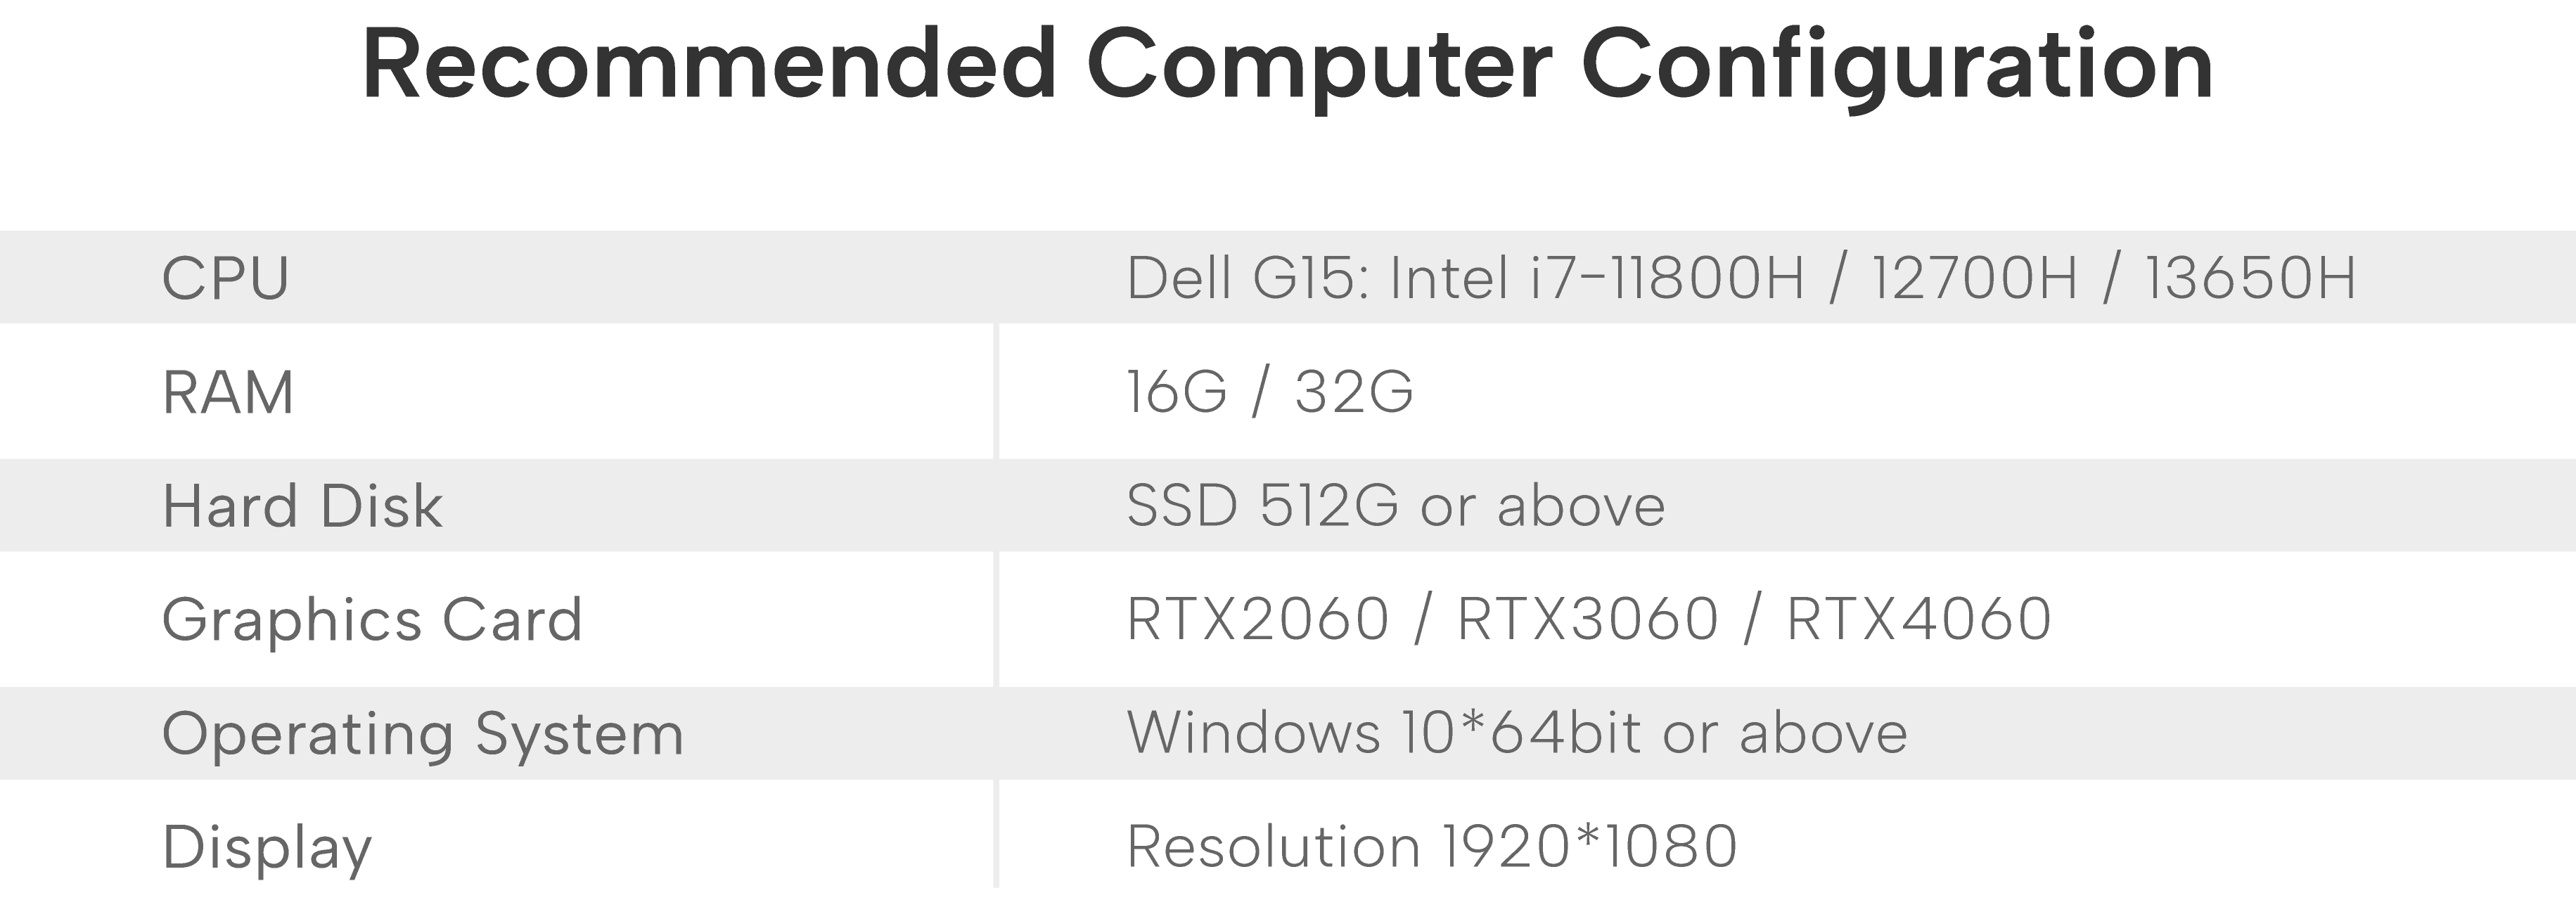 Recommended Computer Configuration
CPU Dell G15: Intel i7-11800H / 12700H / 13650H
RAM 16G / 32G
Hard Disk SSD 512G or above
Graphics Card RTX2060 / RTX3060 / RTX4060
Operating System Windows 10*64bit or above
Display Resolution 1920*1080